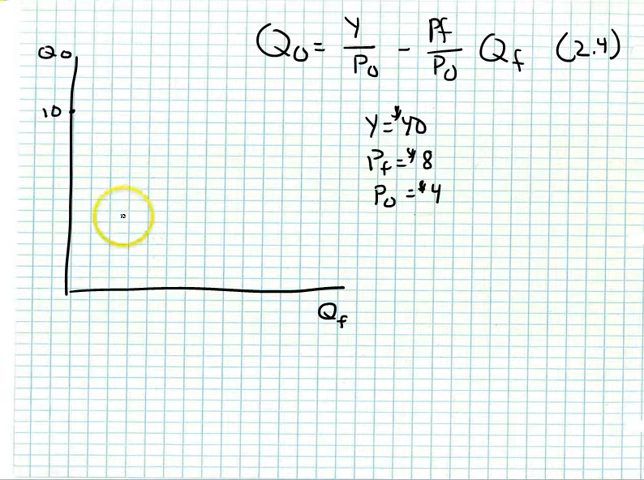 Qo = Y/Po - Pf/Po Qf (2.4)
Qo
10
Y = $40
Pf = $8
Po = $4
Qf